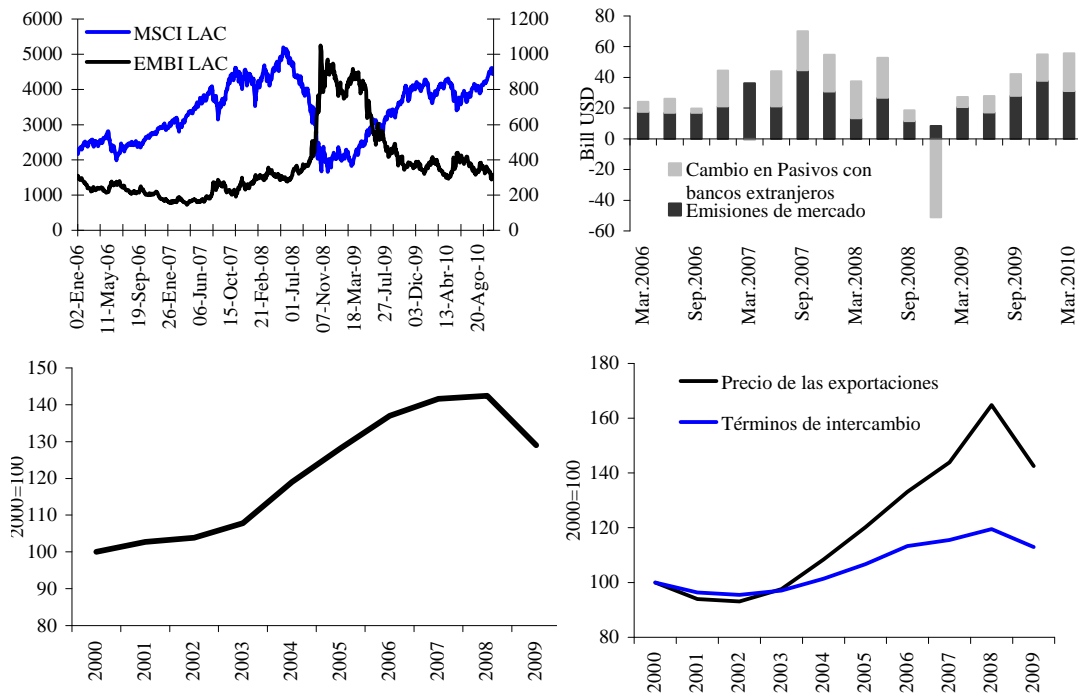 6000
5000
4000
3000
2000
1000
0
1200
1000
800
600
400
200
0
MSCI LAC
EMBI LAC
02-Ene-06
11-May-06
19-Sep-06
26-Ene-07
06-Jun-07
15-Oct-07
21-Feb-08
01-Jul-08
07-Nov-08
18-Mar-09
27-Jul-09
03-Dic-09
13-Abr-10
20-Ago-10
80
60
40
20
0
-20
-40
-60
Bill USD
Cambio en Pasivos con
bancos extranjeros
Emisiones de mercado
Mar.2006
Sep.2006
Mar.2007
Sep.2007
Mar.2008
Sep.2008
Mar.2009
Sep.2009
Mar.2010
150
140
130
120
110
100
90
80
2000=100
2000
2001
2002
2003
2004
2005
2006
2007
2008
2009
180
160
140
120
100
80
2000=100
Precio de las exportaciones
Términos de intercambio
2000
2001
2002
2003
2004
2005
2006
2007
2008
2009